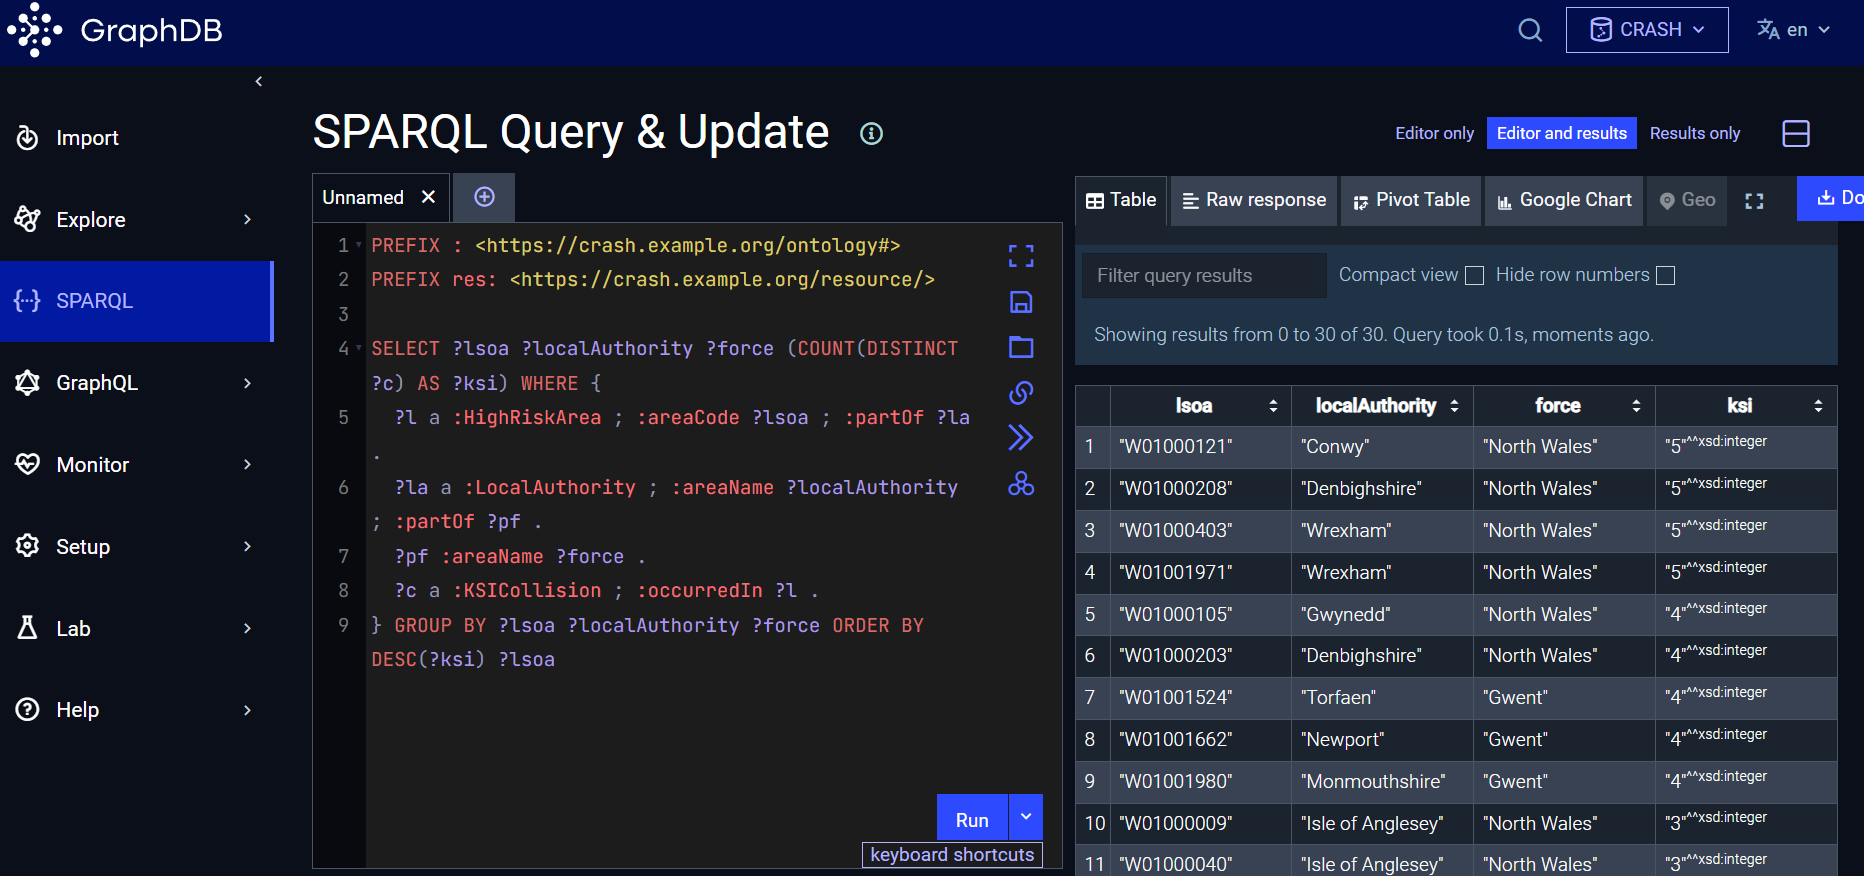 GraphDB
CRASH
en
Import
Explore
SPARQL
GraphQL
Monitor
Setup
Lab
Help
SPARQL Query & Update
Editor only
Editor and results
Results only
Unnamed
1 PREFIX : <https://crash.example.org/ontology#>
2 PREFIX res: <https://crash.example.org/resource/>
3
4 SELECT ?lsoa ?localAuthority ?force (COUNT(DISTINCT
?c) AS ?ksi) WHERE {
5 ?l a :HighRiskArea ; :areaCode ?lsoa ; :partOf ?la
.
6 ?la a :LocalAuthority ; :areaName ?localAuthority
; :partOf ?pf .
7 ?pf :areaName ?force .
8 ?c a :KSICollision ; :occurredIn ?l .
9 } GROUP BY ?lsoa ?localAuthority ?force ORDER BY
DESC(?ksi) ?lsoa
Run
keyboard shortcuts
Table
Raw response
Pivot Table
Google Chart
Geo
Do
Filter query results
Compact view
Hide row numbers
Showing results from 0 to 30 of 30. Query took 0.1s, moments ago.
lsoa localAuthority force ksi
1 "W01000121" "Conwy" "North Wales" "5"^^xsd:integer
2 "W01000208" "Denbighshire" "North Wales" "5"^^xsd:integer
3 "W01000403" "Wrexham" "North Wales" "5"^^xsd:integer
4 "W01001971" "Wrexham" "North Wales" "5"^^xsd:integer
5 "W01000105" "Gwynedd" "North Wales" "4"^^xsd:integer
6 "W01000203" "Denbighshire" "North Wales" "4"^^xsd:integer
7 "W01001524" "Torfaen" "Gwent" "4"^^xsd:integer
8 "W01001662" "Newport" "Gwent" "4"^^xsd:integer
9 "W01001980" "Monmouthshire" "Gwent" "4"^^xsd:integer
10 "W01000009" "Isle of Anglesey" "North Wales" "3"^^xsd:integer
11 "W01000040" "Isle of Anglesey" "North Wales" "3"^^xsd:integer